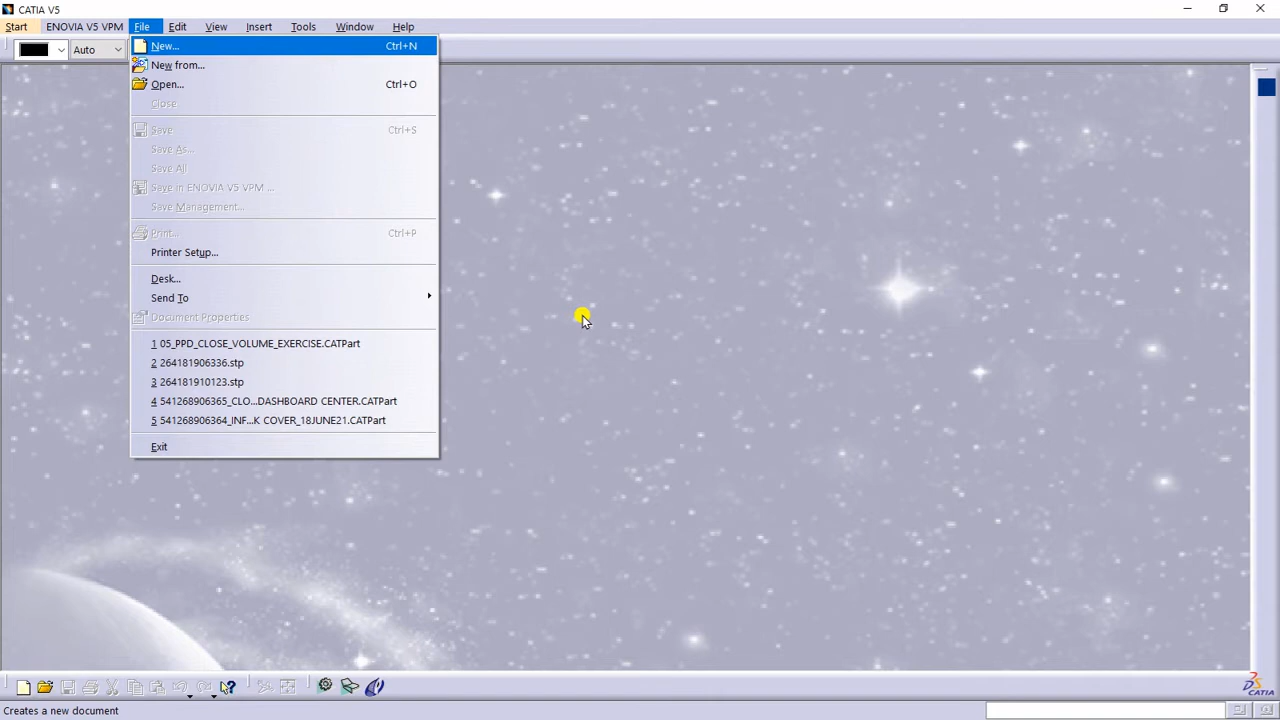 CATIA V5
Start ENOVIA V5 VPM File Edit View Insert Tools Window Help
Auto
New... Ctrl+N
New from...
Open... Ctrl+O
Close
Save Ctrl+S
Save As...
Save All
Save in ENOVIA V5 VPM ...
Save Management...
Print... Ctrl+P
Printer Setup...
Desk...
Send To
Document Properties
1 05_PPD_CLOSE_VOLUME_EXERCISE.CATPart
2 264181906336.stp
3 264181910123.stp
4 541268906365_CLO...DASHBOARD CENTER.CATPart
5 541268906364_INF...K COVER_18JUNE21.CATPart
Exit
CATIA
Creates a new document